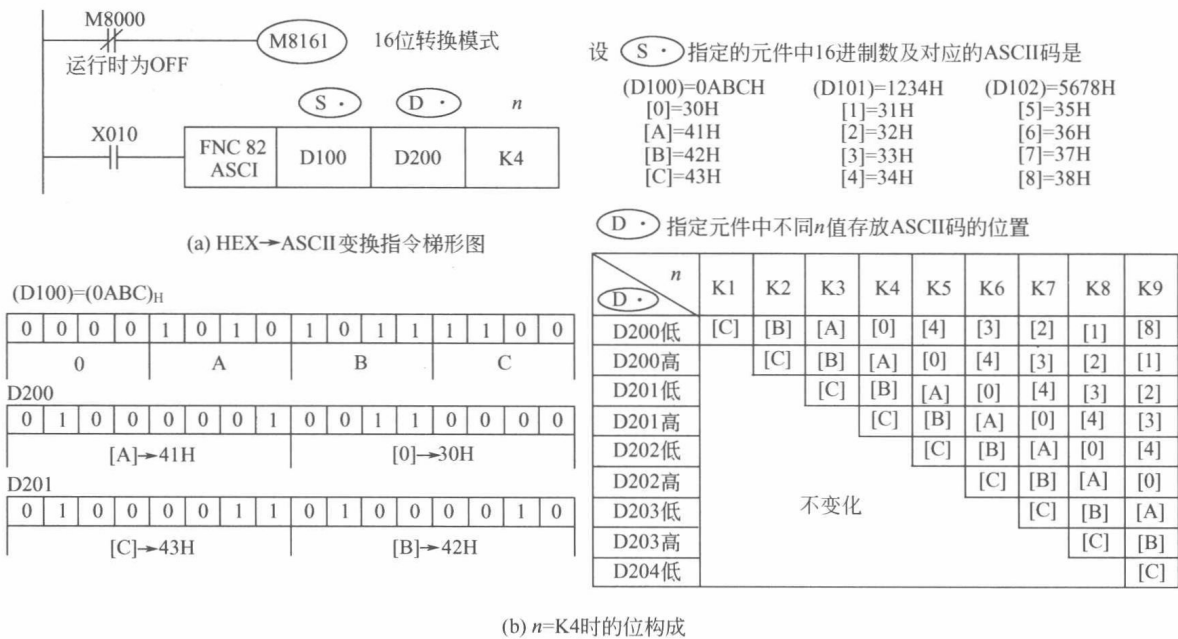 M8000
M8161 16位转换模式
运行时为OFF
S· D· n
X010
FNC 82 ASCI D100 D200 K4
(a) HEX→ASCII变换指令梯形图
(D100)=(0ABC)H
0 0 0 0 1 0 1 0 1 0 1 1 1 1 0 0
0 A B C
D200
0 1 0 0 0 0 0 1 0 0 1 1 0 0 0 0
[A]→41H [0]→30H
D201
0 1 0 0 0 0 1 1 0 1 0 0 0 0 1 0
[C]→43H [B]→42H
设 S· 指定的元件中16进制数及对应的ASCII码是
(D100)=0ABCH (D101)=1234H (D102)=5678H
[0]=30H [1]=31H [5]=35H
[A]=41H [2]=32H [6]=36H
[B]=42H [3]=33H [7]=37H
[C]=43H [4]=34H [8]=38H
D· 指定元件中不同n值存放ASCII码的位置
n D· K1 K2 K3 K4 K5 K6 K7 K8 K9
D200低 [C] [B] [A] [0] [4] [3] [2] [1] [8]
D200高 [C] [B] [A] [0] [4] [3] [2] [1]
D201低 [C] [B] [A] [0] [4] [3] [2]
D201高 [C] [B] [A] [0] [4] [3]
D202低 [C] [B] [A] [0] [4]
D202高 [C] [B] [A] [0]
D203低 不变化 [C] [B] [A]
D203高 [C] [B]
D204低 [C]
(b) n=K4时的位构成